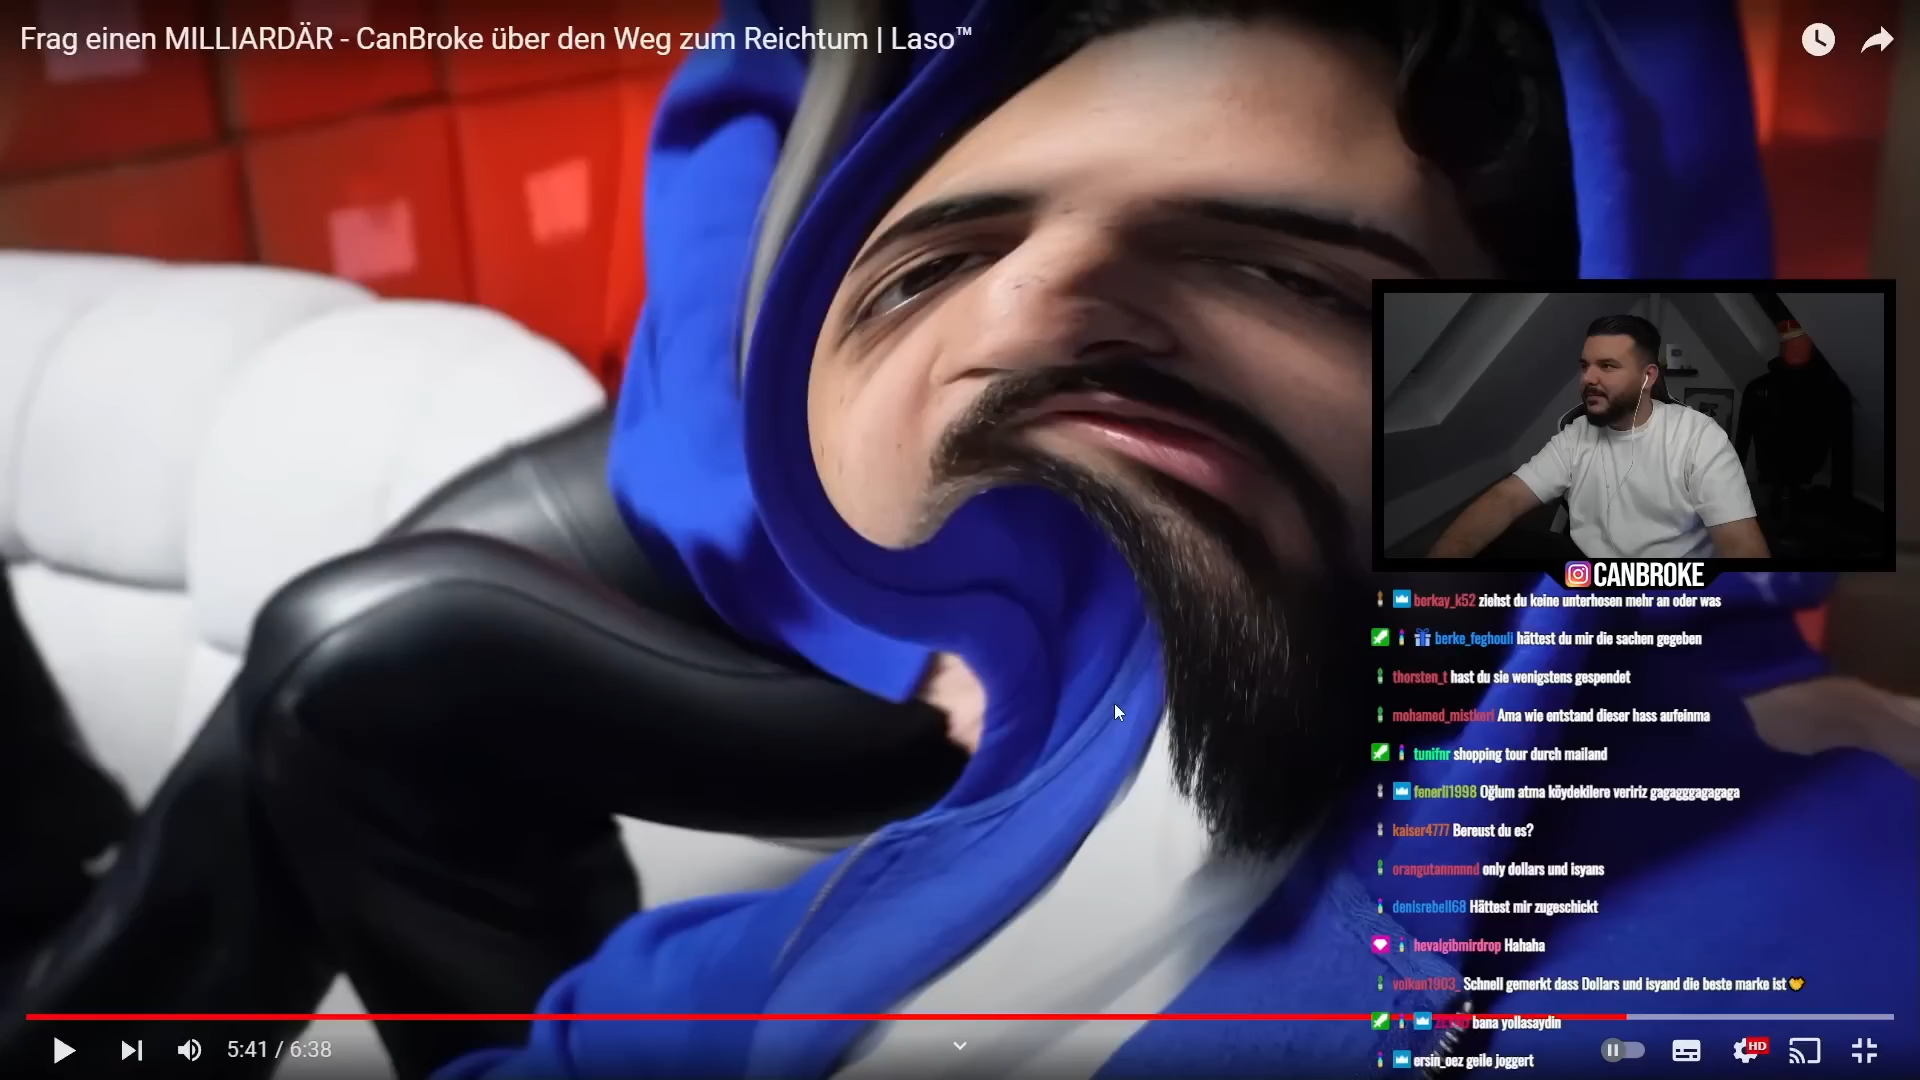 Frag einen MILLIARDÄR - CanBroke über den Weg zum Reichtum | Laso™
CANBROKE
borkay_k52 ziehst du keine unterhosen mehr an oder was
berke_feghouli hättest du mir die sachen gegeben
thorsten_t hast du sie wenigstens gespendet
mohamed_mistkerl Ama wie entstand dieser hass aufeinma
tunifnr shopping tour durch mailand
fenerli1998 Oğlum atma köydekilere veririz gagagggagagaga
kaiser4777 Bereust du es?
orangutannnnnd only dollars und isyans
denisrebell68 Hättest mir zugeschickt
hevalgibmirdrop Hahaha
volkan1903_ Schnell gemerkt dass Dollars und isyand die beste marke ist
bana yollasaydin
ersin_oez geile joggert
5:41 / 6:38
HD